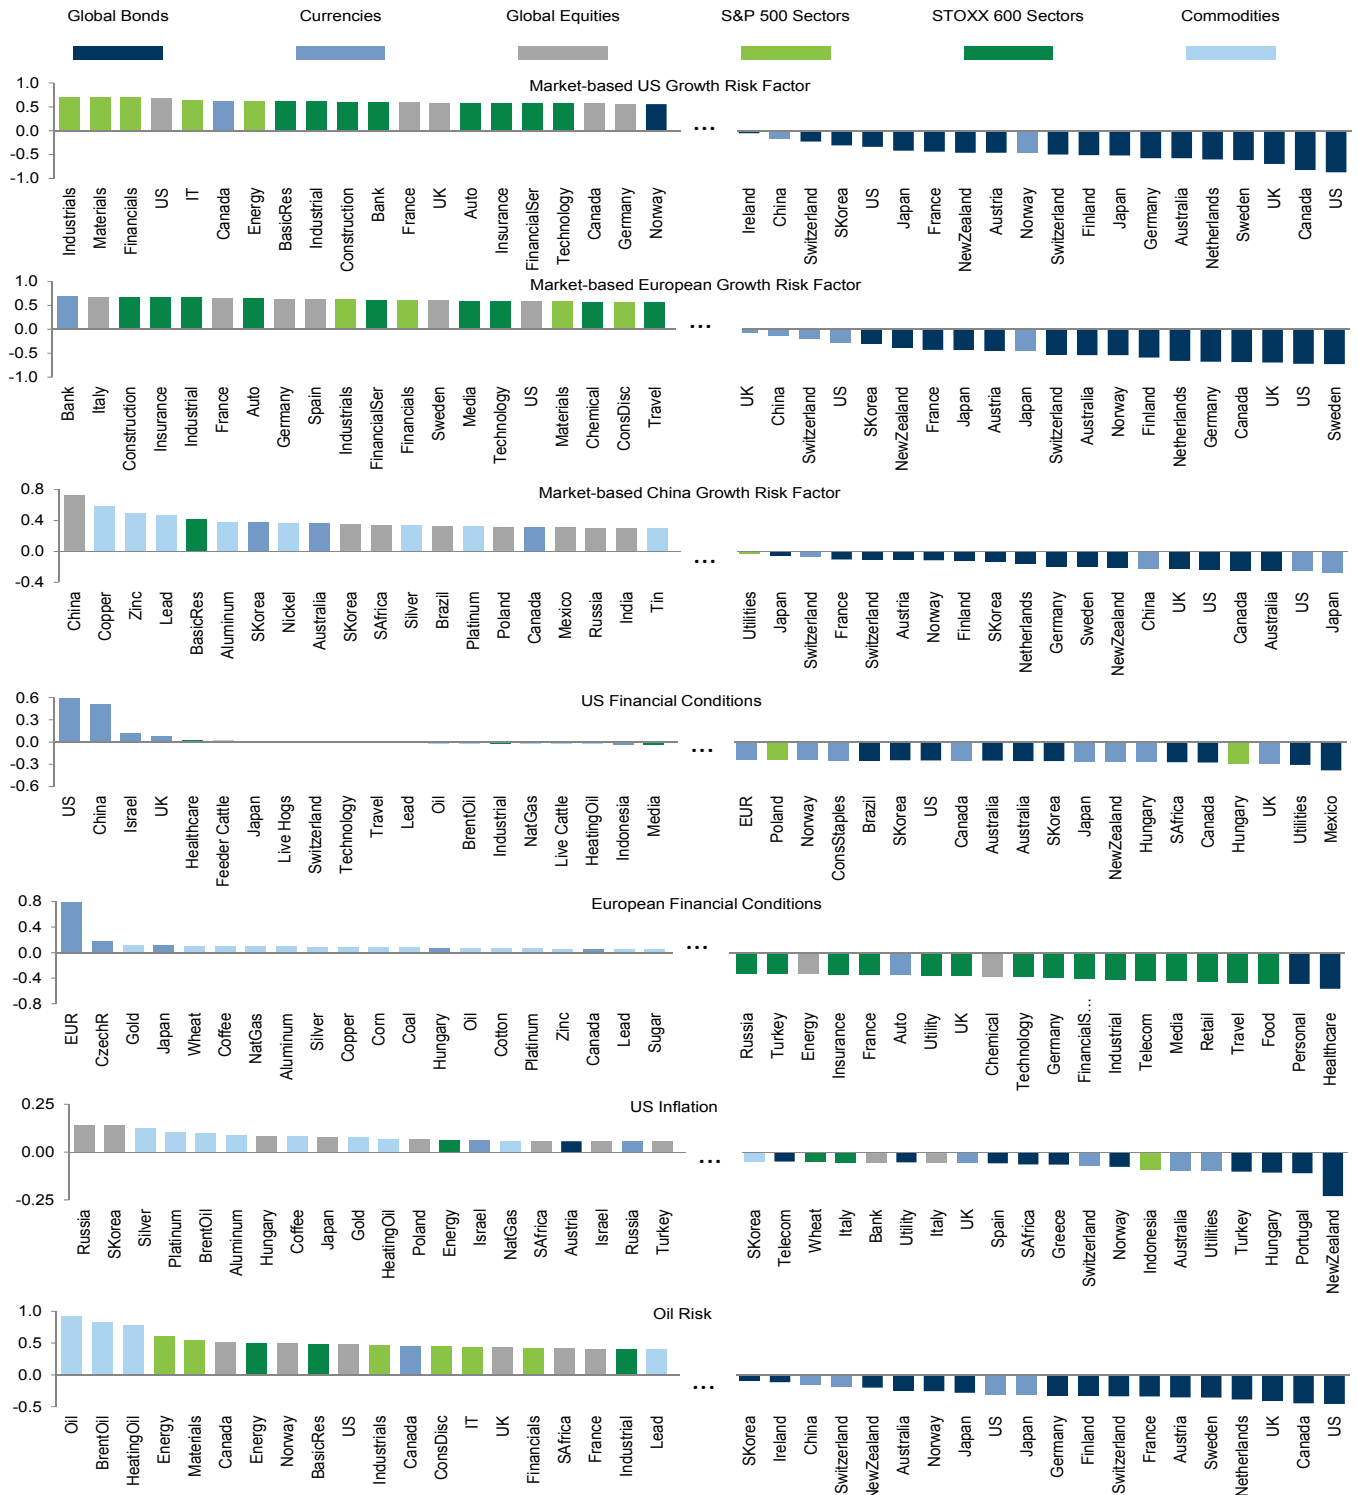 Global Bonds Currencies Global Equities S&P 500 Sectors STOXX 600 Sectors Commodities
Market-based US Growth Risk Factor
1.0
0.5
0.0
-0.5
-1.0
...
Industrials Materials Financials US IT Canada Energy BasicRes Industrial Construction Bank France UK Auto Insurance FinancialSer Technology Canada Germany Norway
Ireland China Switzerland SKorea US Japan France NewZealand Austria Norway Switzerland Finland Japan Germany Australia Netherlands Sweden UK Canada US
Market-based European Growth Risk Factor
1.0
0.5
0.0
-0.5
-1.0
...
Bank Italy Construction Insurance Industrial France Auto Germany Spain Industrials FinancialSer Financials Sweden Media Technology US Materials Chemical ConsDisc Travel
UK China Switzerland US SKorea NewZealand France Japan Austria Japan Switzerland Australia Norway Finland Netherlands Germany Canada UK US Sweden
Market-based China Growth Risk Factor
0.8
0.4
0.0
-0.4
...
China Copper Zinc Lead BasicRes Aluminum SKorea Nickel Australia SKorea SAfrica Silver Brazil Platinum Poland Canada Mexico Russia India Tin
Utilities Japan Switzerland France Switzerland Austria Norway Finland SKorea Netherlands Germany Sweden NewZealand China UK US Canada Australia US Japan
US Financial Conditions
0.6
0.3
0.0
-0.3
-0.6
...
US China Israel UK Healthcare Feeder Cattle Japan Live Hogs Switzerland Technology Travel Lead Oil BrentOil Industrial NatGas Live Cattle HeatingOil Indonesia Media
EUR Poland Norway ConsStaples Brazil SKorea US Canada Australia Australia SKorea Japan NewZealand Hungary SAfrica Canada Hungary UK Utilities Mexico
European Financial Conditions
0.8
0.4
0.0
-0.4
-0.8
...
EUR CzechR Gold Japan Wheat Coffee NatGas Aluminum Silver Copper Corn Coal Hungary Oil Cotton Platinum Zinc Canada Lead Sugar
Russia Turkey Energy Insurance France Auto Utility UK Chemical Technology Germany FinancialS... Industrial Telecom Media Retail Travel Food Personal Healthcare
US Inflation
0.25
0.00
-0.25
...
Russia SKorea Silver Platinum BrentOil Aluminum Hungary Coffee Japan Gold HeatingOil Poland Energy Israel NatGas SAfrica Austria Israel Russia Turkey
SKorea Telecom Wheat Italy Bank Utility Italy UK Spain SAfrica Greece Switzerland Norway Indonesia Australia Utilities Turkey Hungary Portugal NewZealand
Oil Risk
1.0
0.5
0.0
-0.5
...
Oil BrentOil HeatingOil Energy Materials Canada Energy Norway BasicRes US Industrials Canada ConsDisc IT UK Financials SAfrica France Industrial Lead
SKorea Ireland China Switzerland NewZealand Australia Norway Japan US Japan Germany Finland Switzerland France Austria Sweden Netherlands UK Canada US